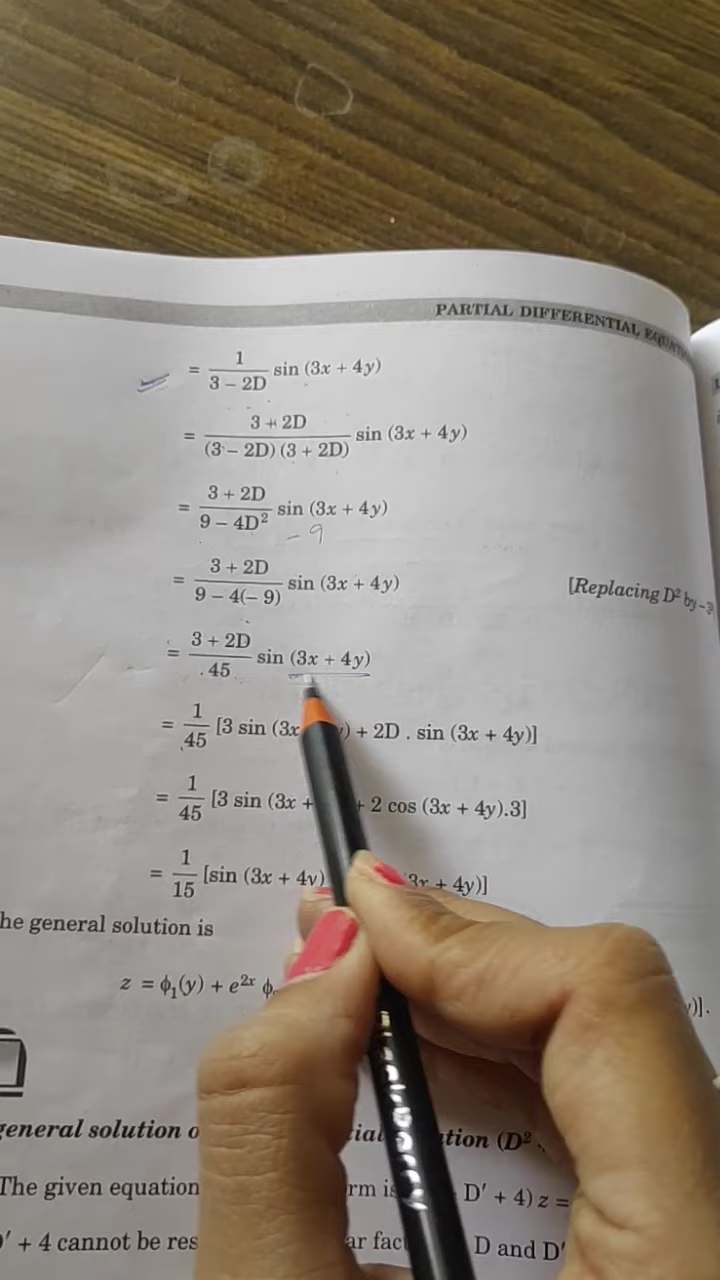 PARTIAL DIFFERENTIAL
= 1/(3 – 2D) sin (3x + 4y)
= (3 + 2D)/((3 – 2D) (3 + 2D)) sin (3x + 4y)
= (3 + 2D)/(9 – 4D²) sin (3x + 4y)
– 9
= (3 + 2D)/(9 – 4(– 9)) sin (3x + 4y) [Replacing D² by –
= (3 + 2D)/45 sin (3x + 4y)
= 1/45 [3 sin (3x y) + 2D . sin (3x + 4y)]
= 1/45 [3 sin (3x + + 2 cos (3x + 4y).3]
= 1/15 [sin (3x + 4y) 3x + 4y)]
he general solution is
z = ϕ₁(y) + e²ˣ ϕ y)].
general solution o tion (D²
The given equation rm is D′ + 4) z =
D′ + 4 cannot be res ar fac D and D′